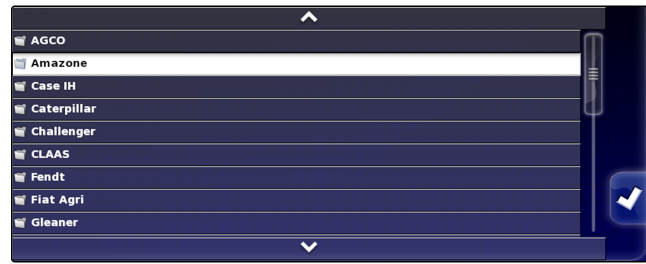 AGCO
Amazone
Case IH
Caterpillar
Challenger
CLAAS
Fendt
Fiat Agri
Gleaner